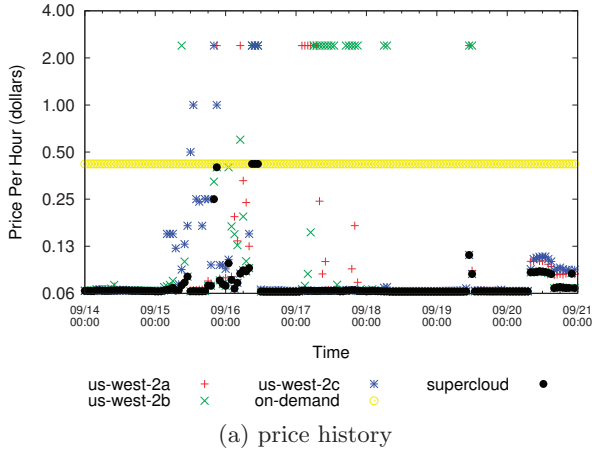 4.00
2.00
1.00
0.50
0.25
0.13
0.06
Price Per Hour (dollars)
09/14 09/15 09/16 09/17 09/18 09/19 09/20 09/21
00:00 00:00 00:00 00:00 00:00 00:00 00:00 00:00
Time
us-west-2a us-west-2c supercloud
us-west-2b on-demand
(a) price history